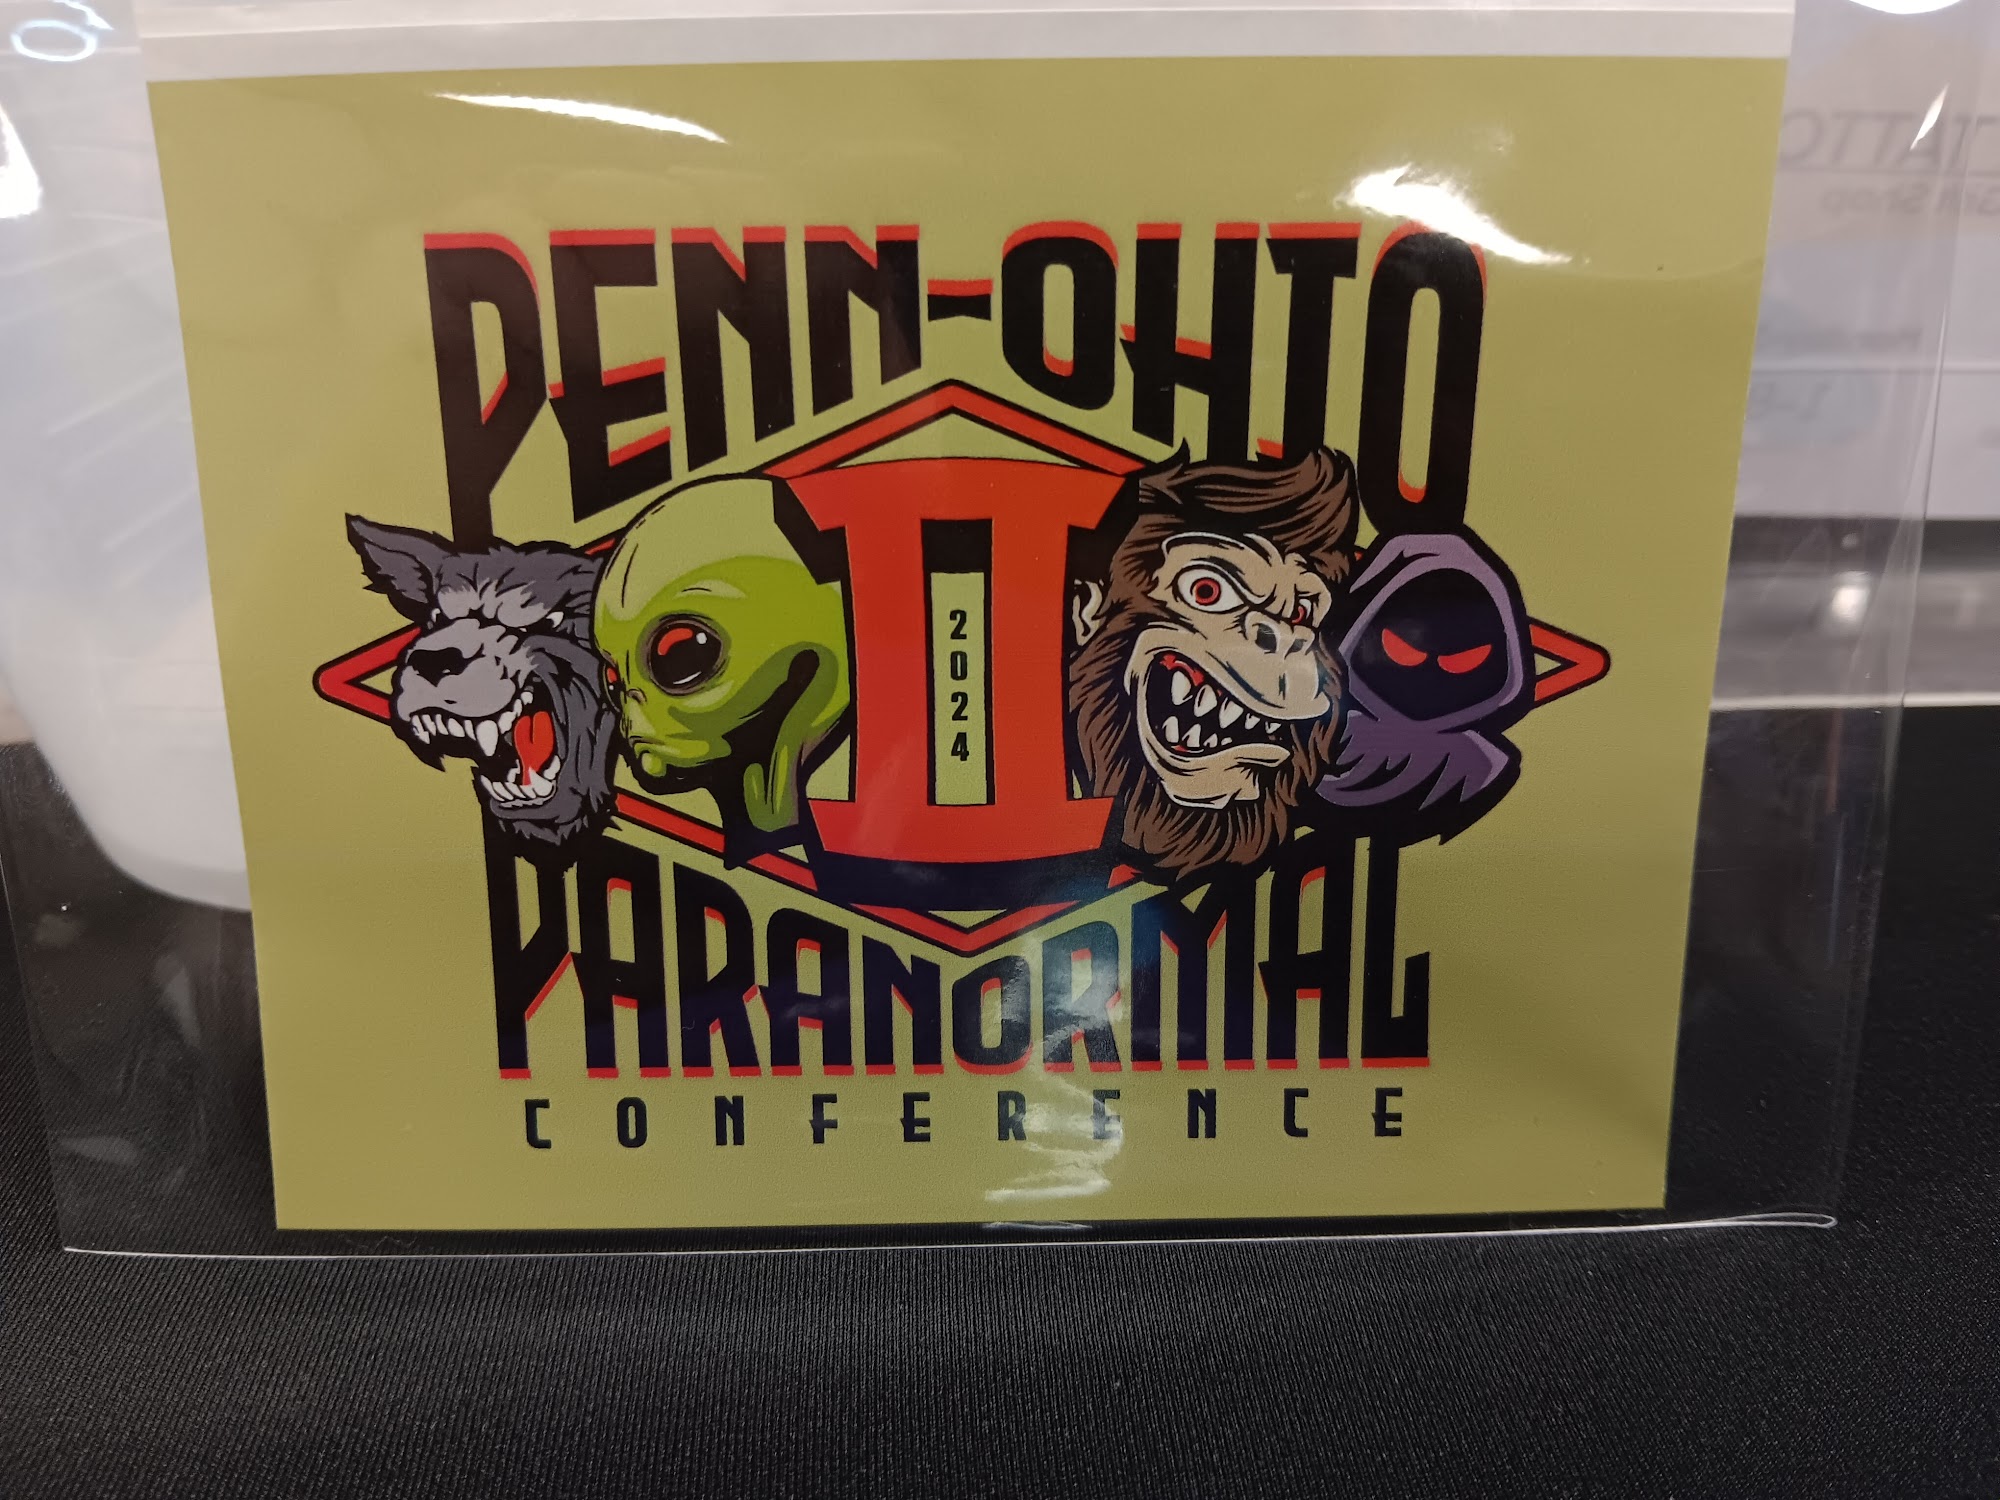 PENN-OHIO
II
2024
PARANORMAL
CONFERENCE